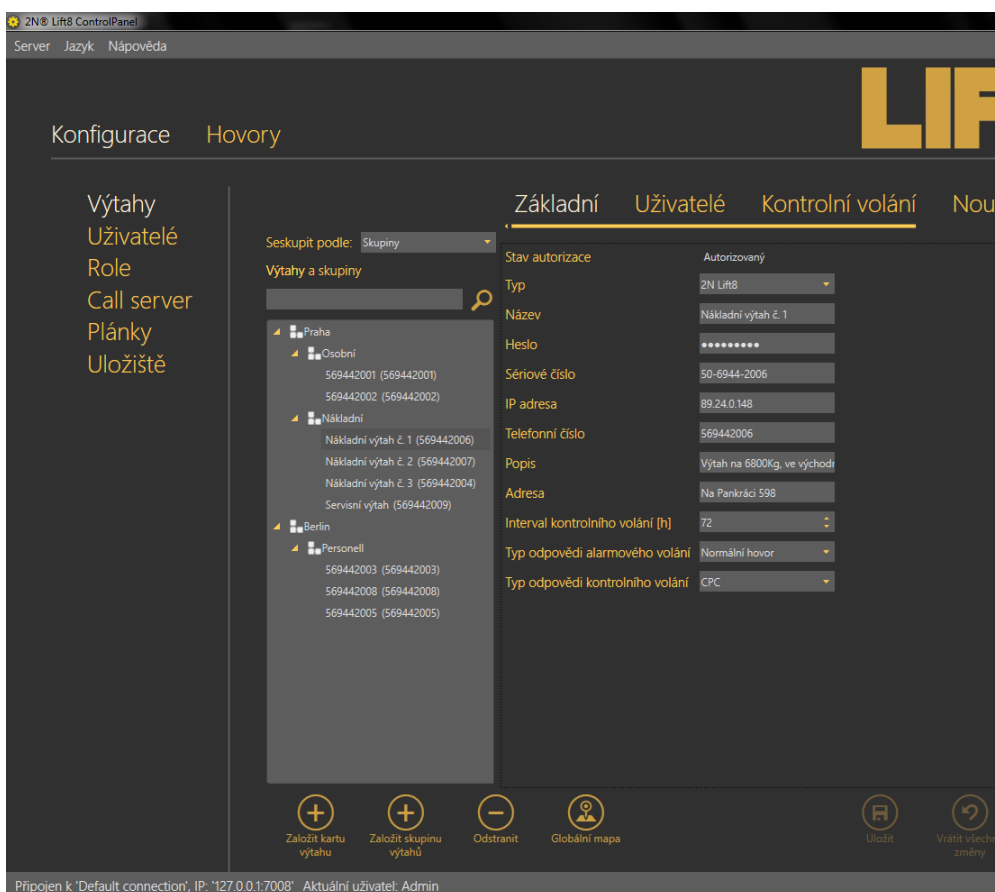 2N® Lift8 ControlPanel
Server Jazyk Nápověda
LIF
Konfigurace Hovory
Výtahy
Uživatelé
Role
Call server
Plánky
Uložiště
Základní Uživatelé Kontrolní volání Nou
Seskupit podle: Skupiny
Výtahy a skupiny
Praha
Osobní
569442001 (569442001)
569442002 (569442002)
Nákladní
Nákladní výtah č. 1 (569442006)
Nákladní výtah č. 2 (569442007)
Nákladní výtah č. 3 (569442004)
Servisní výtah (569442009)
Berlin
Personell
569442003 (569442003)
569442008 (569442008)
569442005 (569442005)
Stav autorizace Autorizovaný
Typ 2N Lift8
Název Nákladní výtah č. 1
Heslo ●●●●●●●●●
Sériové číslo 50-6944-2006
IP adresa 89.24.0.148
Telefonní číslo 569442006
Popis Výtah na 6800Kg, ve východr
Adresa Na Pankráci 598
Interval kontrolního volání [h] 72
Typ odpovědi alarmového volání Normální hovor
Typ odpovědi kontrolního volání CPC
Založit kartu
výtahu
Založit skupinu
výtahů
Odstranit
Globální mapa
Uložit
Vrátit všechn
změny
Připojen k 'Default connection', IP: '127.0.0.1:7008' Aktuální uživatel: Admin